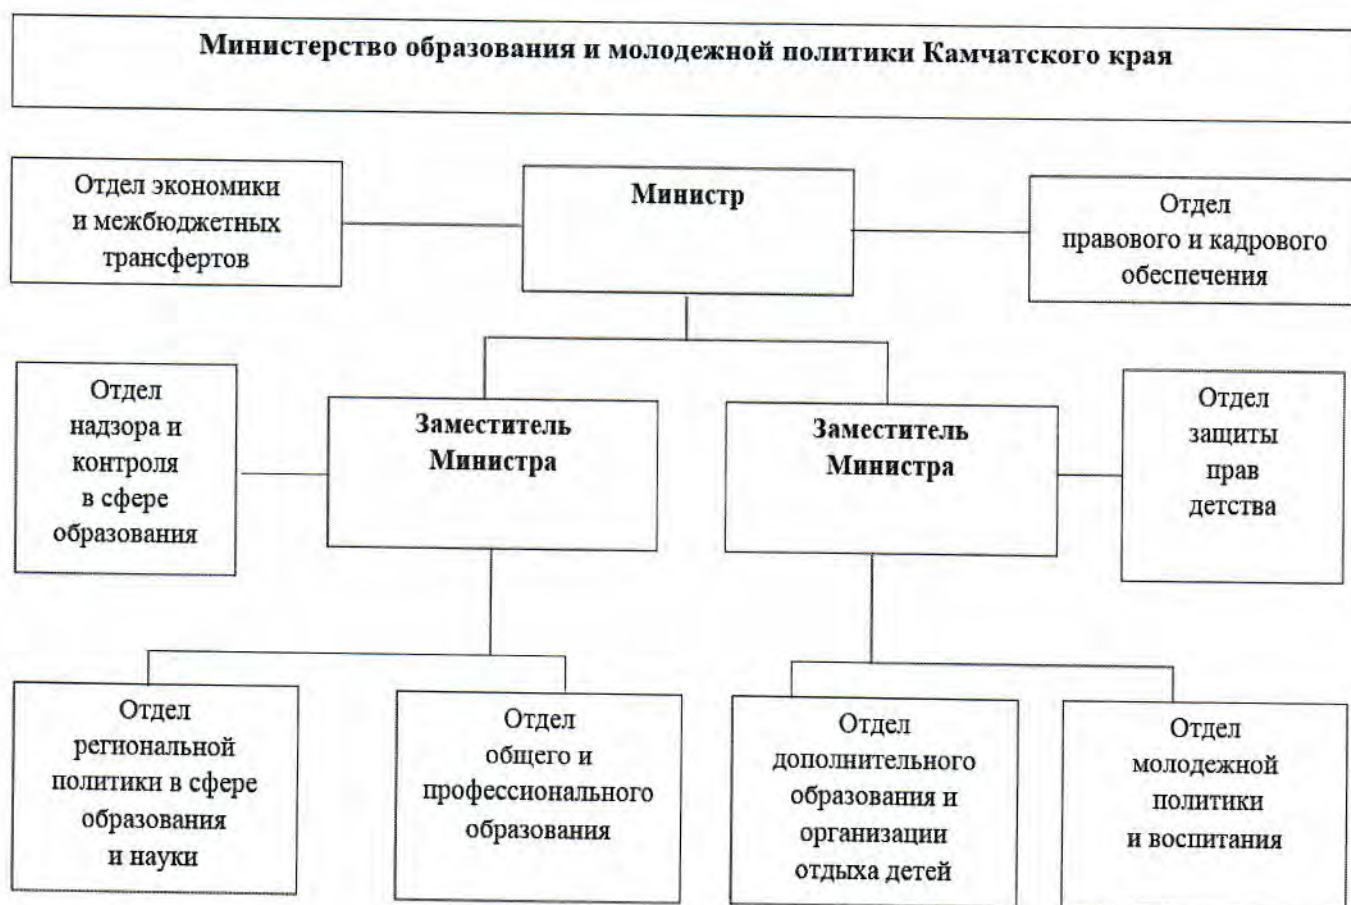 Министерство образования и молодежной политики Камчатского края
Отдел экономики
и межбюджетных
трансфертов
Министр
Отдел
правового и кадрового
обеспечения
Отдел
надзора и
контроля
в сфере
образования
Заместитель
Министра
Заместитель
Министра
Отдел
защиты
прав
детства
Отдел
региональной
политики в сфере
образования
и науки
Отдел
общего и
профессионального
образования
Отдел
дополнительного
образования и
организации
отдыха детей
Отдел
молодежной
политики
и воспитания